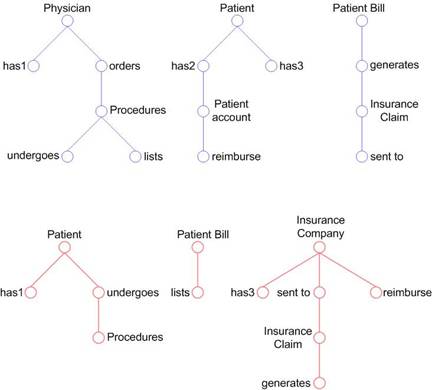 Physician
Patient
Patient Bill
has1
orders
has2
has3
generates
Procedures
Patient
account
Insurance
Claim
undergoes
lists
reimburse
sent to
Patient
Patient Bill
Insurance
Company
has1
undergoes
lists
has3
sent to
reimburse
Procedures
Insurance
Claim
generates